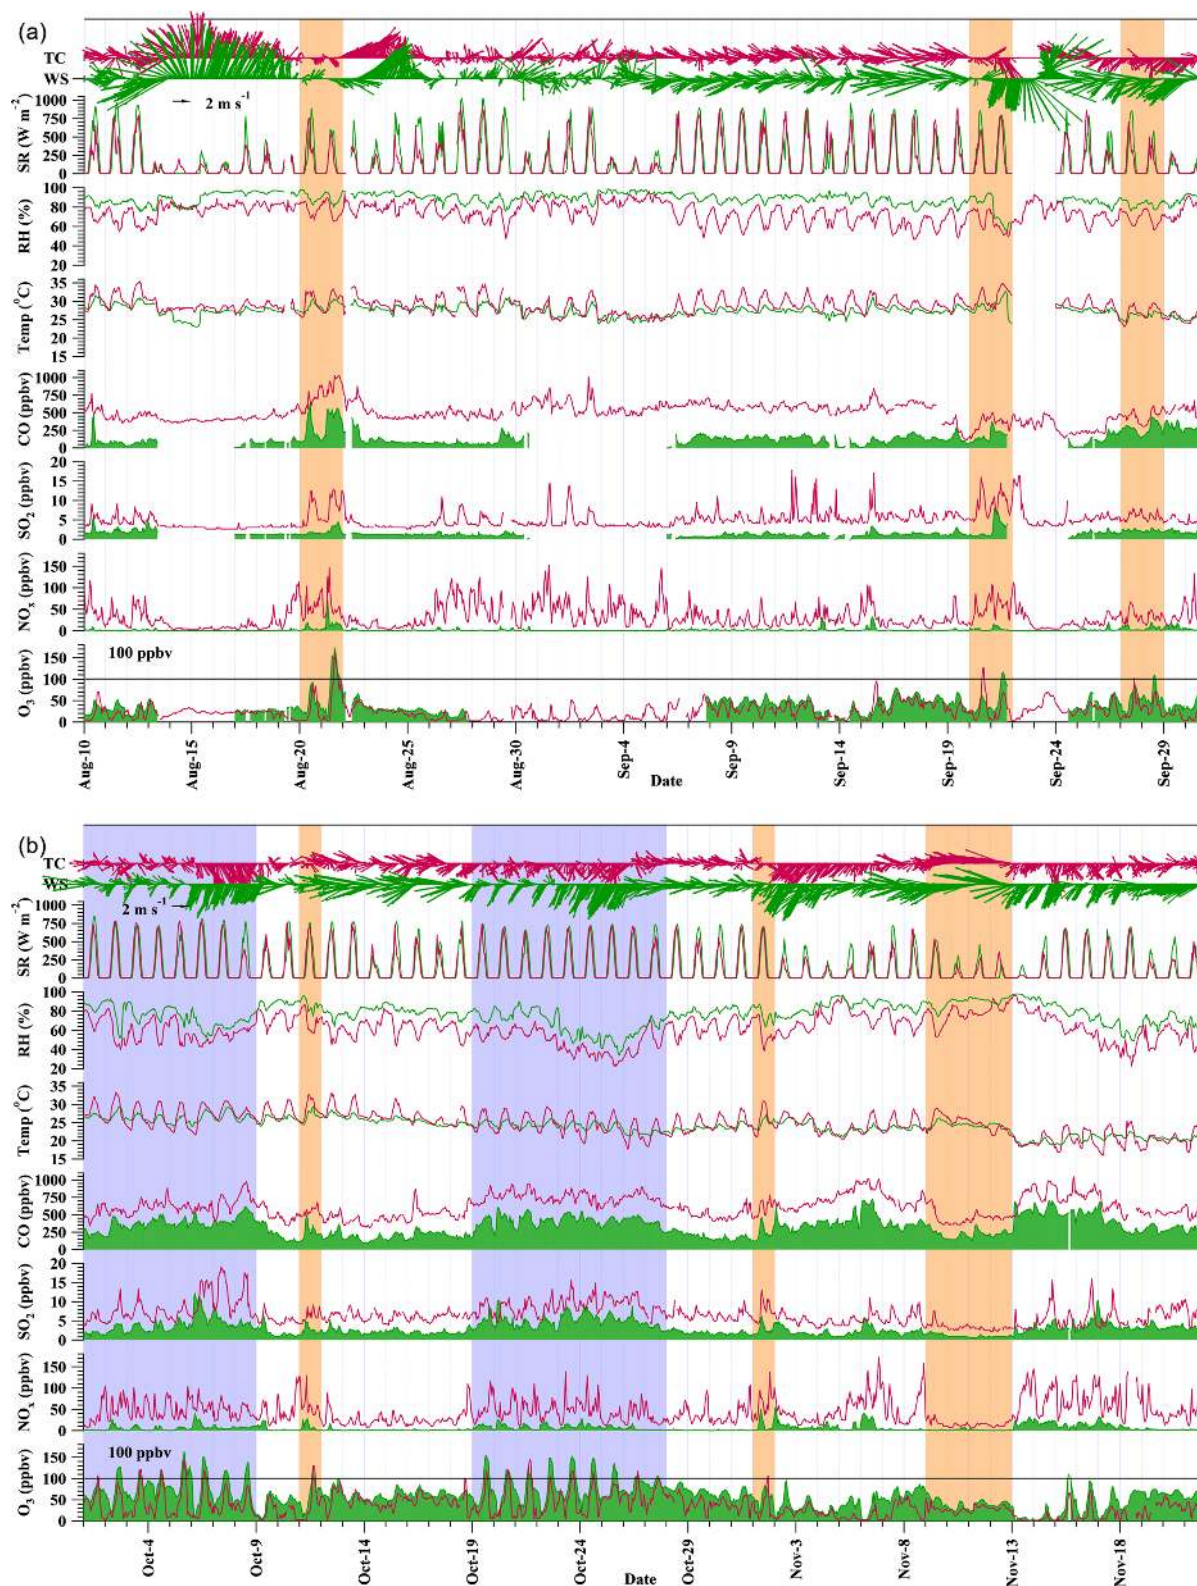 (a)
TC
WS
2 m s⁻¹
SR (W m⁻²)
1000
750
500
250
0
RH (%)
100
80
60
40
20
Temp (⁰C)
35
30
25
20
15
CO (ppbv)
1000
750
500
250
0
SO₂ (ppbv)
20
15
10
5
0
NOₓ (ppbv)
150
100
50
0
O₃ (ppbv)
150
100
50
0
100 ppbv
Aug-10
Aug-15
Aug-20
Aug-25
Aug-30
Sep-4
Sep-9
Sep-14
Sep-19
Sep-24
Sep-29
Date
(b)
TC
WS
2 m s⁻¹
SR (W m⁻²)
1000
750
500
250
0
RH (%)
100
80
60
40
20
Temp (⁰C)
35
30
25
20
15
CO (ppbv)
1000
750
500
250
0
SO₂ (ppbv)
20
15
10
5
0
NOₓ (ppbv)
150
100
50
0
O₃ (ppbv)
150
100
50
0
100 ppbv
Oct-4
Oct-9
Oct-14
Oct-19
Oct-24
Oct-29
Nov-3
Nov-8
Nov-13
Nov-18
Date